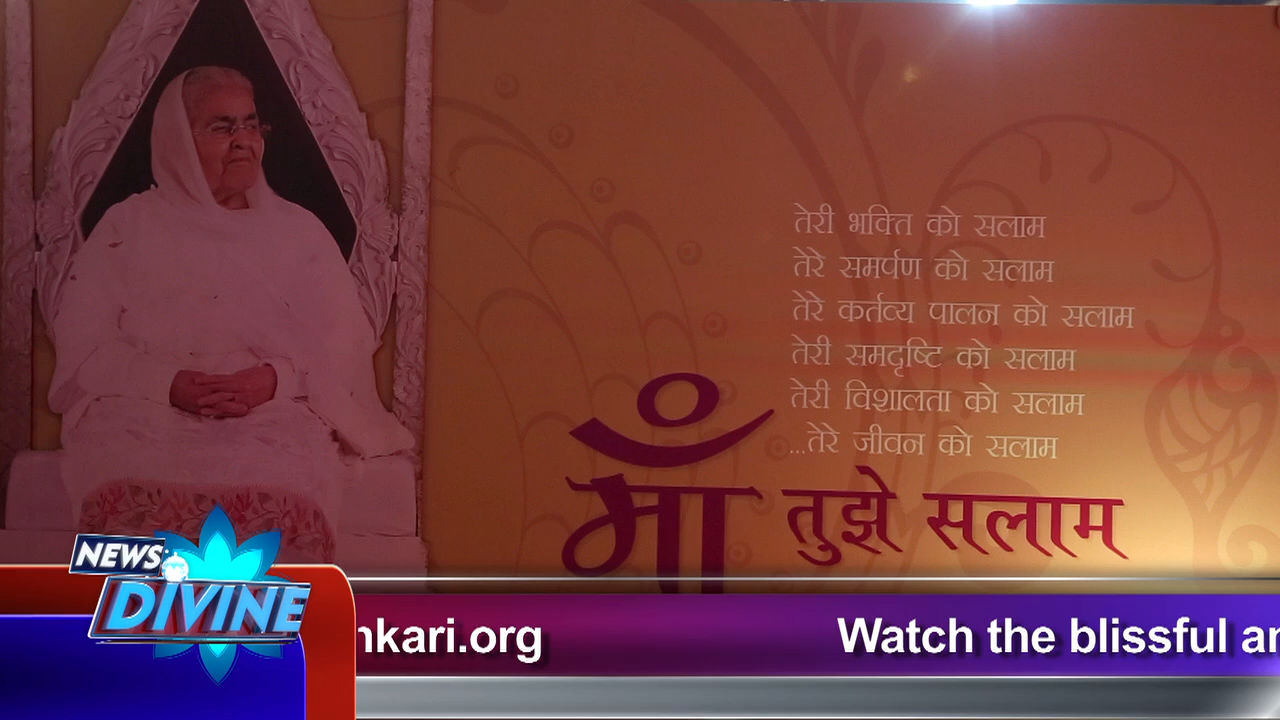 तेरी भक्ति को सलाम
तेरे समर्पण को सलाम
तेरे कर्तव्य पालन को सलाम
तेरी समदृष्टि को सलाम
तेरी विशालता को सलाम
...तेरे जीवन को सलाम
माँ तुझे सलाम
NEWS
DIVINE
nkari.org
Watch the blissful